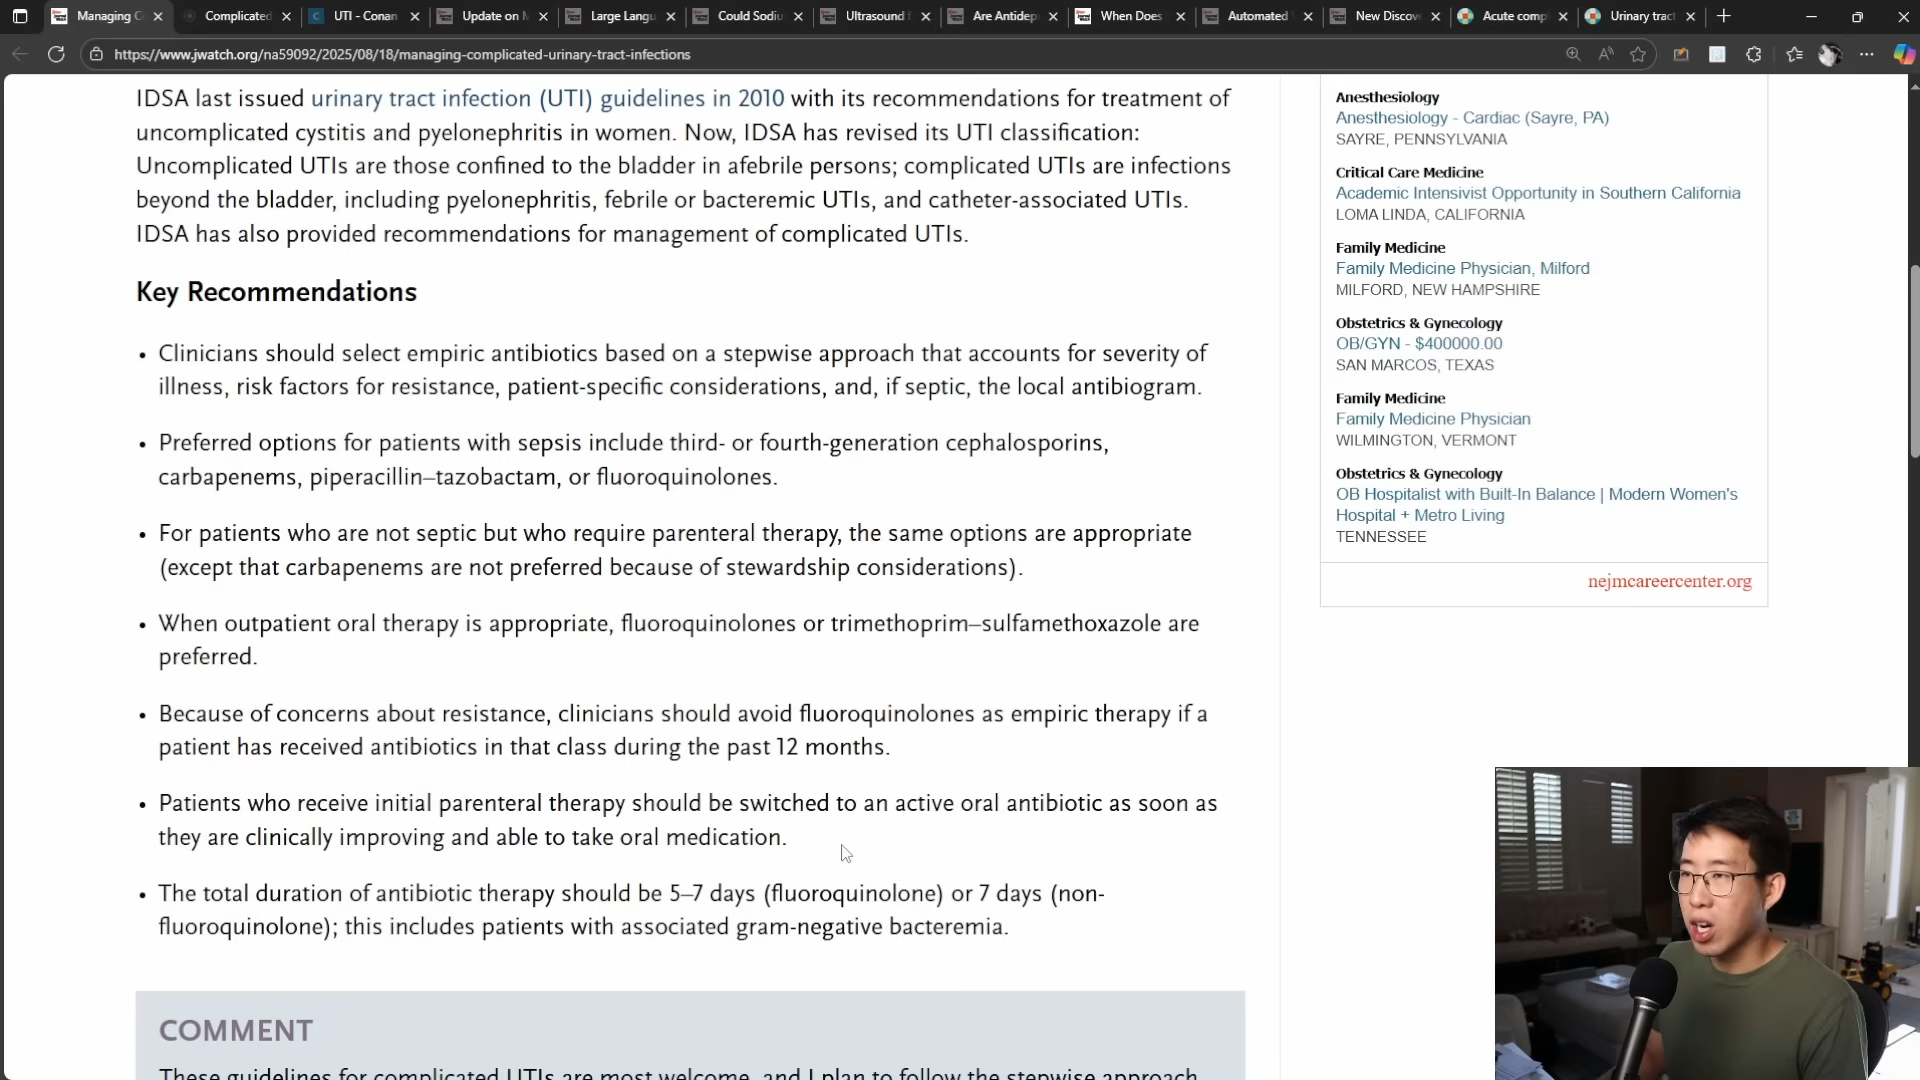 Managing C
Complicated
UTI - Conan
Update on
Large Langu
Could Sodiu
Ultrasound
Are Antidep
When Does
Automated
New Discov
Acute comp
Urinary tract
https://www.jwatch.org/na59092/2025/08/18/managing-complicated-urinary-tract-infections
IDSA last issued urinary tract infection (UTI) guidelines in 2010 with its recommendations for treatment of
uncomplicated cystitis and pyelonephritis in women. Now, IDSA has revised its UTI classification:
Uncomplicated UTIs are those confined to the bladder in afebrile persons; complicated UTIs are infections
beyond the bladder, including pyelonephritis, febrile or bacteremic UTIs, and catheter-associated UTIs.
IDSA has also provided recommendations for management of complicated UTIs.
Key Recommendations
• Clinicians should select empiric antibiotics based on a stepwise approach that accounts for severity of
illness, risk factors for resistance, patient-specific considerations, and, if septic, the local antibiogram.
• Preferred options for patients with sepsis include third- or fourth-generation cephalosporins,
carbapenems, piperacillin–tazobactam, or fluoroquinolones.
• For patients who are not septic but who require parenteral therapy, the same options are appropriate
(except that carbapenems are not preferred because of stewardship considerations).
• When outpatient oral therapy is appropriate, fluoroquinolones or trimethoprim–sulfamethoxazole are
preferred.
• Because of concerns about resistance, clinicians should avoid fluoroquinolones as empiric therapy if a
patient has received antibiotics in that class during the past 12 months.
• Patients who receive initial parenteral therapy should be switched to an active oral antibiotic as soon as
they are clinically improving and able to take oral medication.
• The total duration of antibiotic therapy should be 5–7 days (fluoroquinolone) or 7 days (non-
fluoroquinolone); this includes patients with associated gram-negative bacteremia.
COMMENT
These guidelines for complicated UTIs are most welcome, and I plan to follow the stepwise approach
Anesthesiology
Anesthesiology - Cardiac (Sayre, PA)
SAYRE, PENNSYLVANIA
Critical Care Medicine
Academic Intensivist Opportunity in Southern California
LOMA LINDA, CALIFORNIA
Family Medicine
Family Medicine Physician, Milford
MILFORD, NEW HAMPSHIRE
Obstetrics & Gynecology
OB/GYN - $400000.00
SAN MARCOS, TEXAS
Family Medicine
Family Medicine Physician
WILMINGTON, VERMONT
Obstetrics & Gynecology
OB Hospitalist with Built-In Balance | Modern Women's
Hospital + Metro Living
TENNESSEE
nejmcareercenter.org